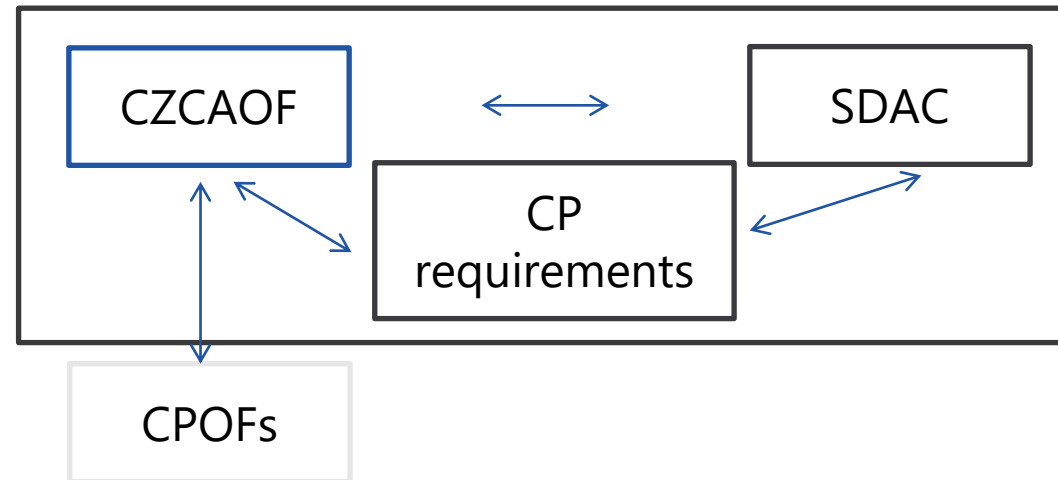 CZCAOF
SDAC
CP
requirements
CPOFs